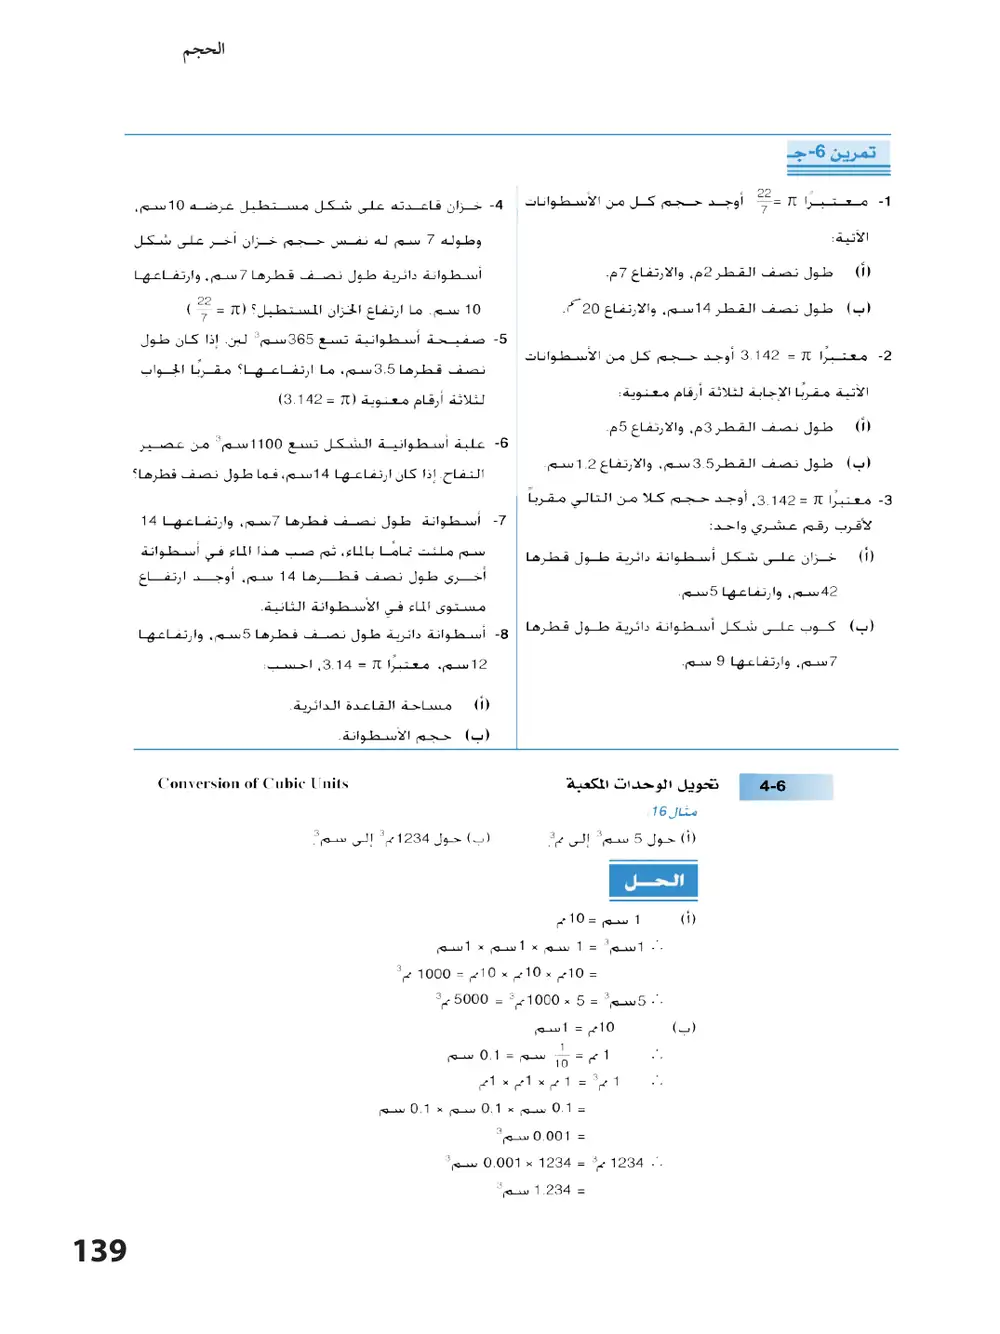 الحجم
تمرين 6-جـ
1- معتبرًا π = 22/7 أوجد حجم كل من الأسطوانات
الآتية:
(أ) طول نصف القطر 2م، والارتفاع 7م.
(ب) طول نصف القطر 14سم، والارتفاع 20سم.
2- معتبرًا π = 3.142 أوجد حجم كل من الأسطوانات
الآتية مقربًا الإجابة لثلاثة أرقام معنوية:
(أ) طول نصف القطر 3م، والارتفاع 5م.
(ب) طول نصف القطر 3.5سم، والارتفاع 1.2سم.
3- معتبرًا π = 3.142، أوجد حجم كلا من التالي مقرباً
لأقرب رقم عشري واحد:
(أ) خزان على شكل أسطوانة دائرية طول قطرها
42سم، وارتفاعها 5سم.
(ب) كوب على شكل أسطوانة دائرية طول قطرها
7سم، وارتفاعها 9 سم.
4- خزان قاعدته على شكل مستطيل عرضه 10سم،
وطوله 7 سم له نفس حجم خزان آخر على شكل
أسطوانة دائرية طول نصف قطرها 7سم، وارتفاعها
10 سم. ما ارتفاع الخزان المستطيل؟ (π = 22/7)
5- صفيحة أسطوانية تسع 365سم³ لبن. إذا كان طول
نصف قطرها 3.5سم، ما ارتفاعها؟ مقربًا الجواب
لثلاثة أرقام معنوية (π = 3.142)
6- علبة أسطوانية الشكل تسع 1100سم³ من عصير
التفاح. إذا كان ارتفاعها 14سم، فما طول نصف قطرها؟
7- أسطوانة طول نصف قطرها 7سم، وارتفاعها 14
سم ملئت تمامًا بالماء، ثم صب هذا الماء في أسطوانة
أخرى طول نصف قطرها 14 سم، أوجد ارتفاع
مستوى الماء في الأسطوانة الثانية.
8- أسطوانة دائرية طول نصف قطرها 5سم، وارتفاعها
12سم، معتبرًا π = 3.14، احسب:
(أ) مساحة القاعدة الدائرية.
(ب) حجم الأسطوانة.
4-6 تحويل الوحدات المكعبة Conversion of Cubic Units
مثال 16
(أ) حول 5 سم³ إلى مم³. (ب) حول 1234مم³ إلى سم³.
الحـــل
(أ) 1 سم = 10مم
∴ 1سم³ = 1 سم × 1سم × 1سم
= 10مم × 10مم × 10مم = 1000 مم³
∴ 5سم³ = 5 × 1000مم³ = 5000 مم³
(ب) 10مم = 1سم
∴ 1 مم = 1/10 سم = 0.1 سم
∴ 1 مم³ = 1 مم × 1مم × 1مم
= 0.1 سم × 0.1 سم × 0.1 سم
= 0.001 سم³
∴ 1234 مم³ = 1234 × 0.001 سم³
= 1.234 سم³
139